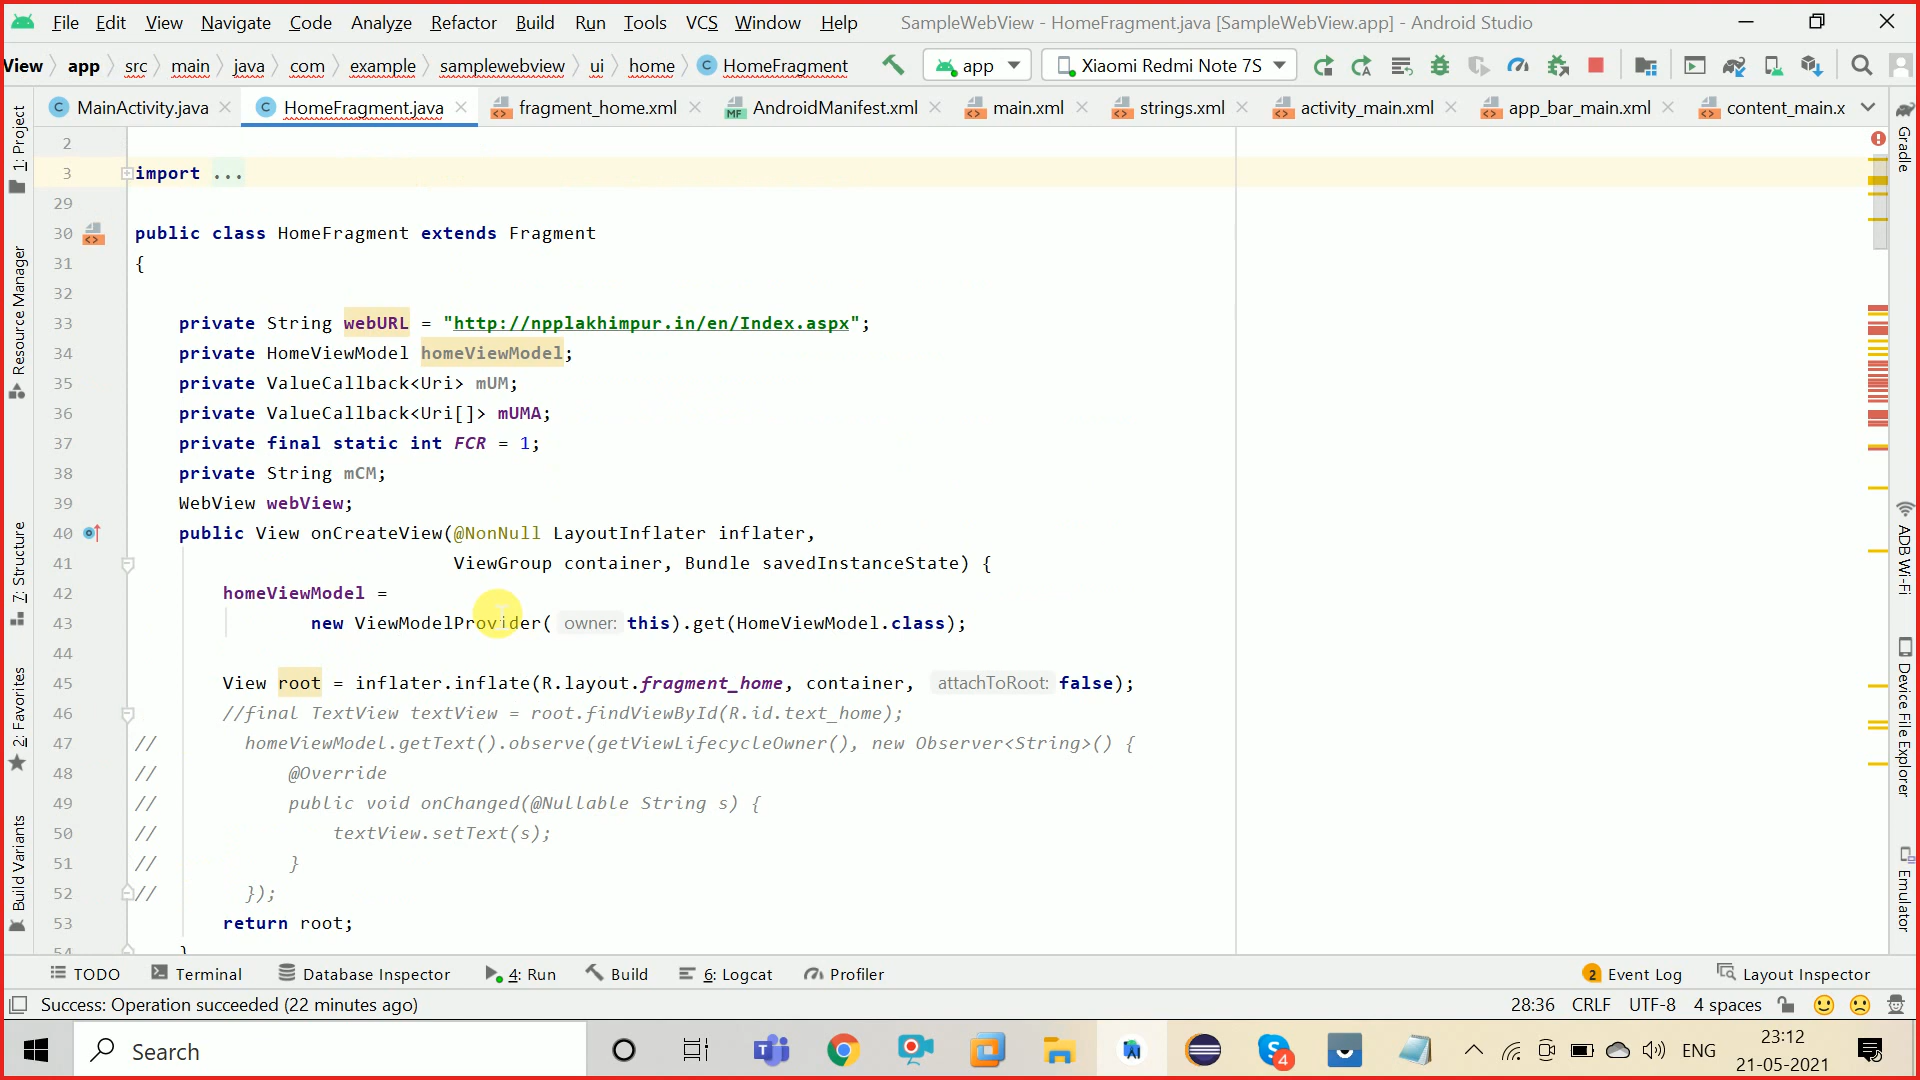 File Edit View Navigate Code Analyze Refactor Build Run Tools VCS Window Help SampleWebView - HomeFragment.java [SampleWebView.app] - Android Studio
View app src main java com example samplewebview ui home C HomeFragment app Xiaomi Redmi Note 7S
C MainActivity.java C HomeFragment.java fragment_home.xml MF AndroidManifest.xml main.xml strings.xml activity_main.xml app_bar_main.xml content_main.x
1: Project
Resource Manager
7: Structure
2: Favorites
Build Variants
2
3 import ...
29
30 public class HomeFragment extends Fragment
31 {
32
33 private String webURL = "http://npplakhimpur.in/en/Index.aspx";
34 private HomeViewModel homeViewModel;
35 private ValueCallback<Uri> mUM;
36 private ValueCallback<Uri[]> mUMA;
37 private final static int FCR = 1;
38 private String mCM;
39 WebView webView;
40 public View onCreateView(@NonNull LayoutInflater inflater,
41 ViewGroup container, Bundle savedInstanceState) {
42 homeViewModel =
43 new ViewModelProvider( owner: this).get(HomeViewModel.class);
44
45 View root = inflater.inflate(R.layout.fragment_home, container, attachToRoot: false);
46 //final TextView textView = root.findViewById(R.id.text_home);
47 // homeViewModel.getText().observe(getViewLifecycleOwner(), new Observer<String>() {
48 // @Override
49 // public void onChanged(@Nullable String s) {
50 // textView.setText(s);
51 // }
52 // });
53 return root;
54 }
Gradle
ADB Wi-Fi
Device File Explorer
Emulator
TODO Terminal Database Inspector 4: Run Build 6: Logcat Profiler 2 Event Log Layout Inspector
Success: Operation succeeded (22 minutes ago) 28:36 CRLF UTF-8 4 spaces
Search 4 ENG 23:12
21-05-2021